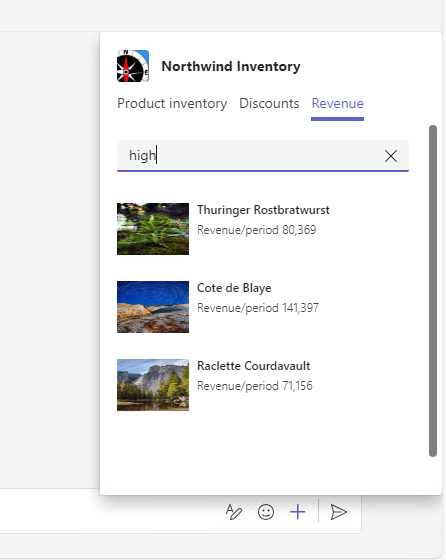 Northwind Inventory
Product inventory Discounts Revenue
high
Thuringer Rostbratwurst
Revenue/period 80,369
Cote de Blaye
Revenue/period 141,397
Raclette Courdavault
Revenue/period 71,156